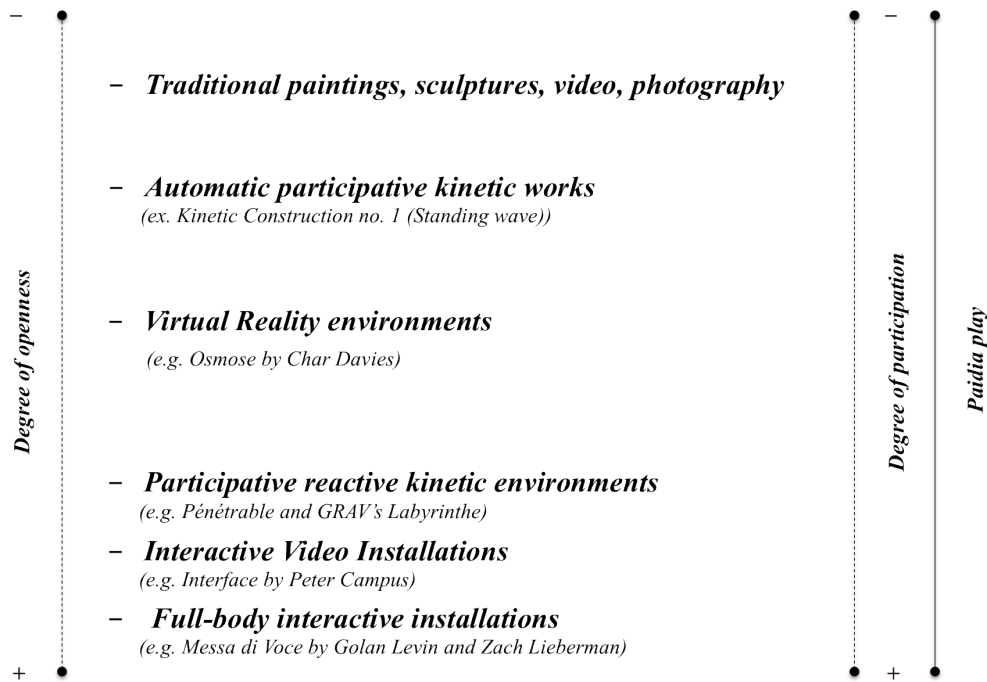 –
–
– Traditional paintings, sculptures, video, photography
– Automatic participative kinetic works
(ex. Kinetic Construction no. 1 (Standing wave))
– Virtual Reality environments
(e.g. Osmose by Char Davies)
– Participative reactive kinetic environments
(e.g. Pénétrable and GRAV’s Labyrinthe)
– Interactive Video Installations
(e.g. Interface by Peter Campus)
– Full-body interactive installations
(e.g. Messa di Voce by Golan Levin and Zach Lieberman)
Degree of openness
Degree of participation
Paidia play
+
+